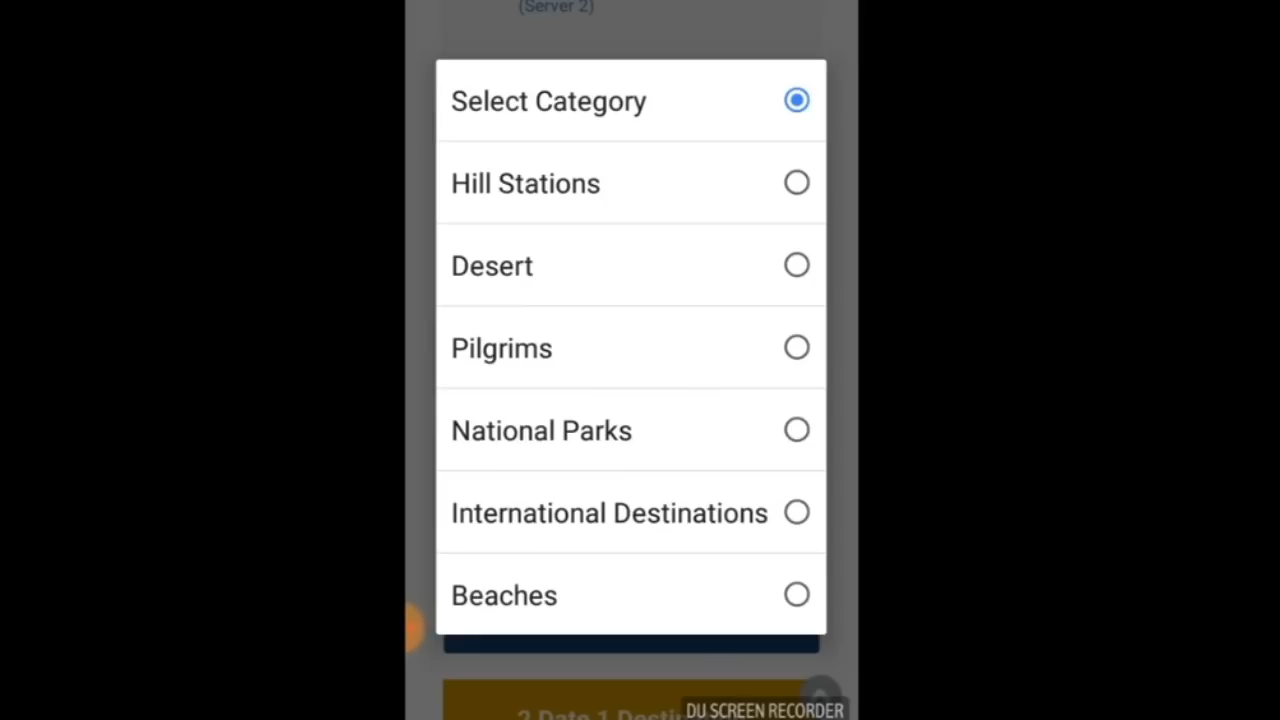 (Server 2)
Select Category
Hill Stations
Desert
Pilgrims
National Parks
International Destinations
Beaches
2 Date 1
DU SCREEN RECORDER